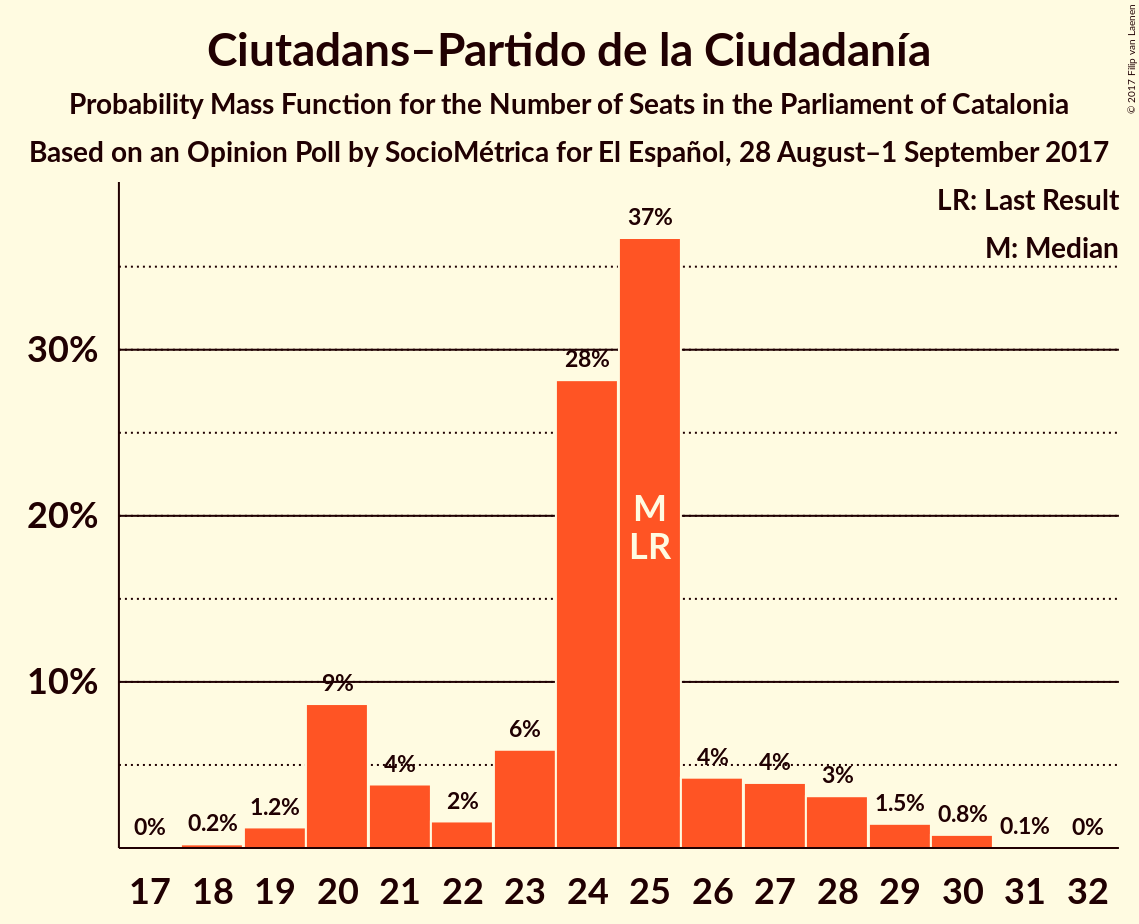 Ciutadans–Partido de la Ciudadanía
Probability Mass Function for the Number of Seats in the Parliament of Catalonia
Based on an Opinion Poll by SocioMétrica for El Español, 28 August–1 September 2017
© 2017 Filip van Laenen
LR: Last Result
M: Median
30%
20%
10%
0%
0.2%
1.2%
9%
4%
2%
6%
28%
37%
4%
4%
3%
1.5%
0.8%
0.1%
0%
M
LR
17 18 19 20 21 22 23 24 25 26 27 28 29 30 31 32